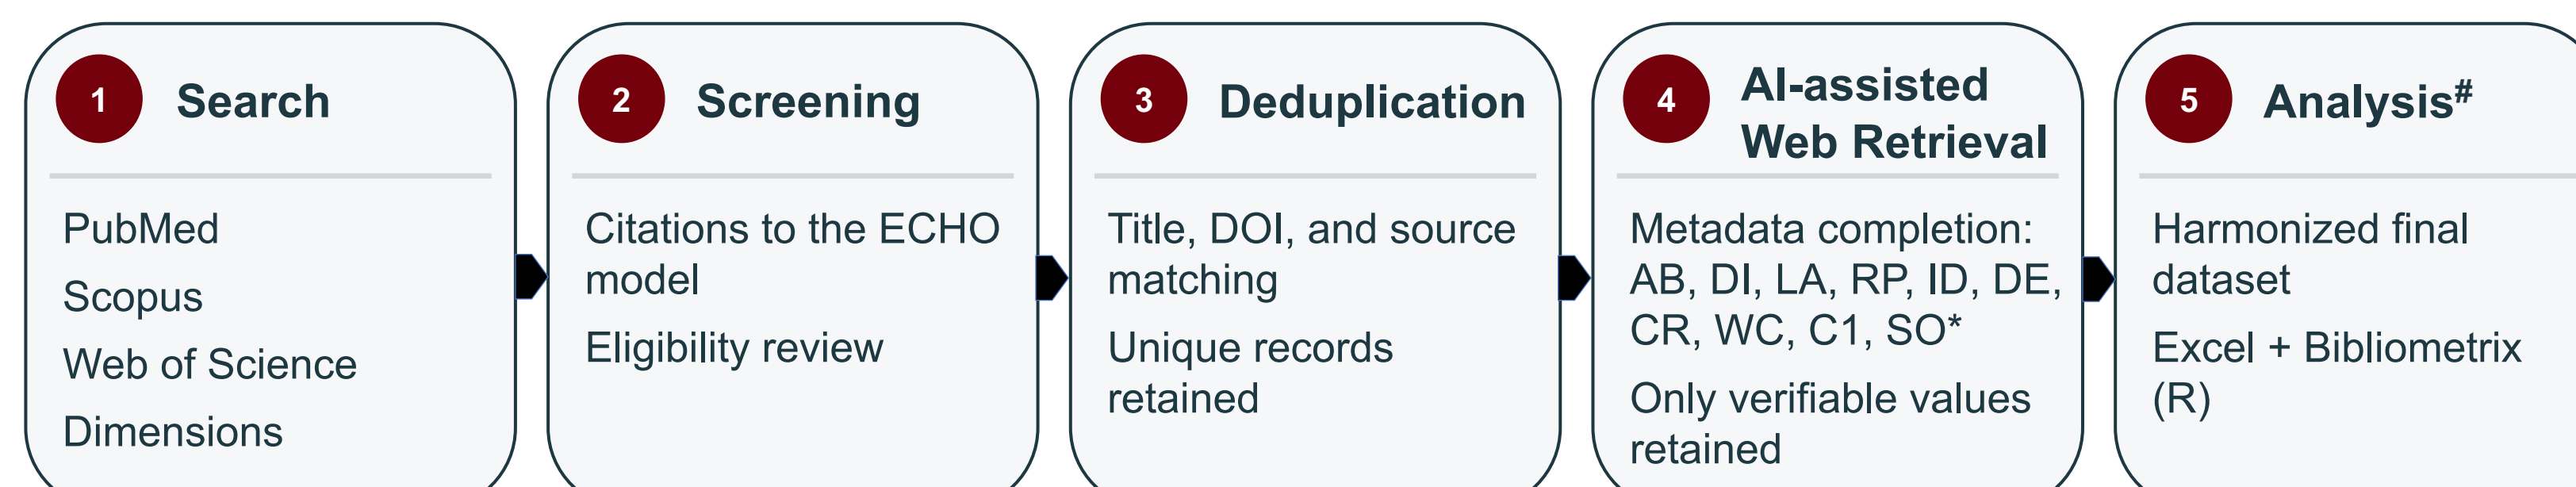 1
Search
PubMed
Scopus
Web of Science
Dimensions
2
Screening
Citations to the ECHO
model
Eligibility review
3
Deduplication
Title, DOI, and source
matching
Unique records
retained
4
AI-assisted
Web Retrieval
Metadata completion:
AB, DI, LA, RP, ID, DE,
CR, WC, C1, SO*
Only verifiable values
retained
5
Analysis#
Harmonized final
dataset
Excel + Bibliometrix
(R)